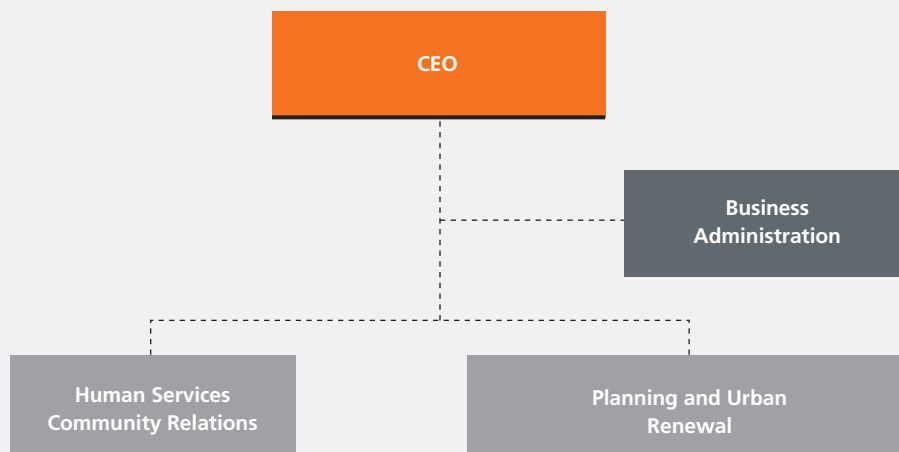 CEO
Business
Administration
Human Services
Community Relations
Planning and Urban
Renewal